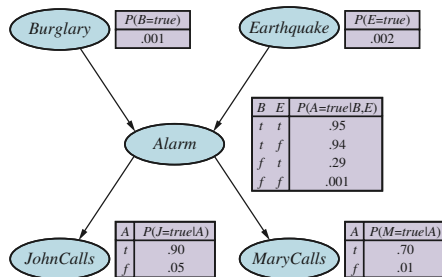 Burglary
P(B=true)
.001
Earthquake
P(E=true)
.002
Alarm
B E P(A=true|B,E)
t t .95
t f .94
f t .29
f f .001
JohnCalls
A P(J=true|A)
t .90
f .05
MaryCalls
A P(M=true|A)
t .70
f .01